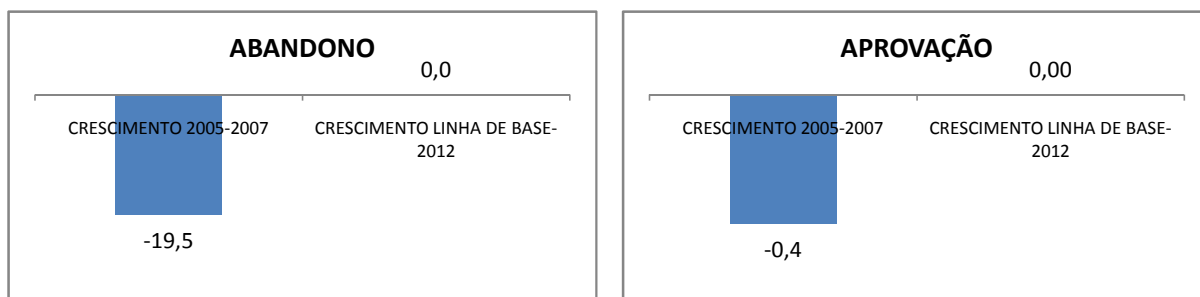 ABANDONO
0,0
CRESCIMENTO 2005-2007
CRESCIMENTO LINHA DE BASE-
2012
-19,5
APROVAÇÃO
0,00
CRESCIMENTO 2005-2007
CRESCIMENTO LINHA DE BASE-
2012
-0,4